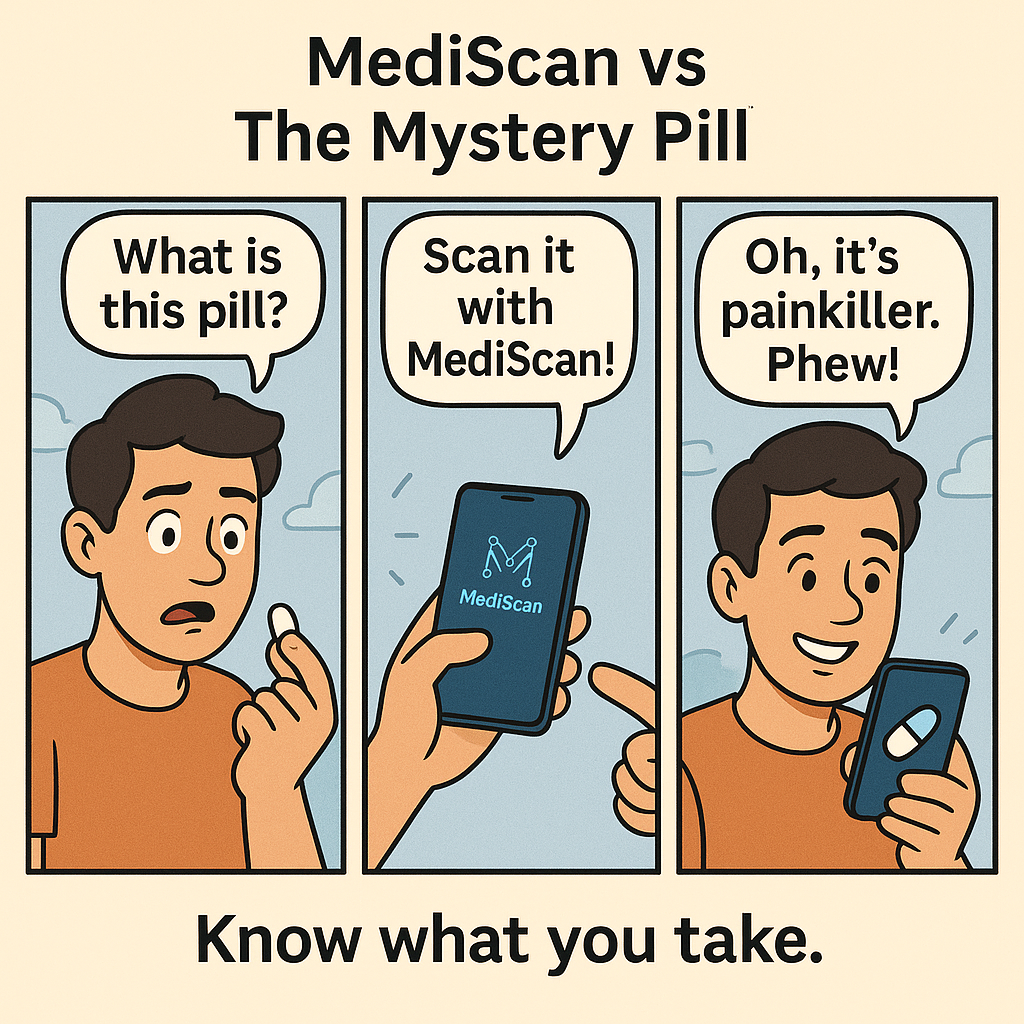 MediScan vs
The Mystery Pill
What is
this pill?
Scan it
with
MediScan!
MediScan
Oh, it's
painkiller.
Phew!
Know what you take.